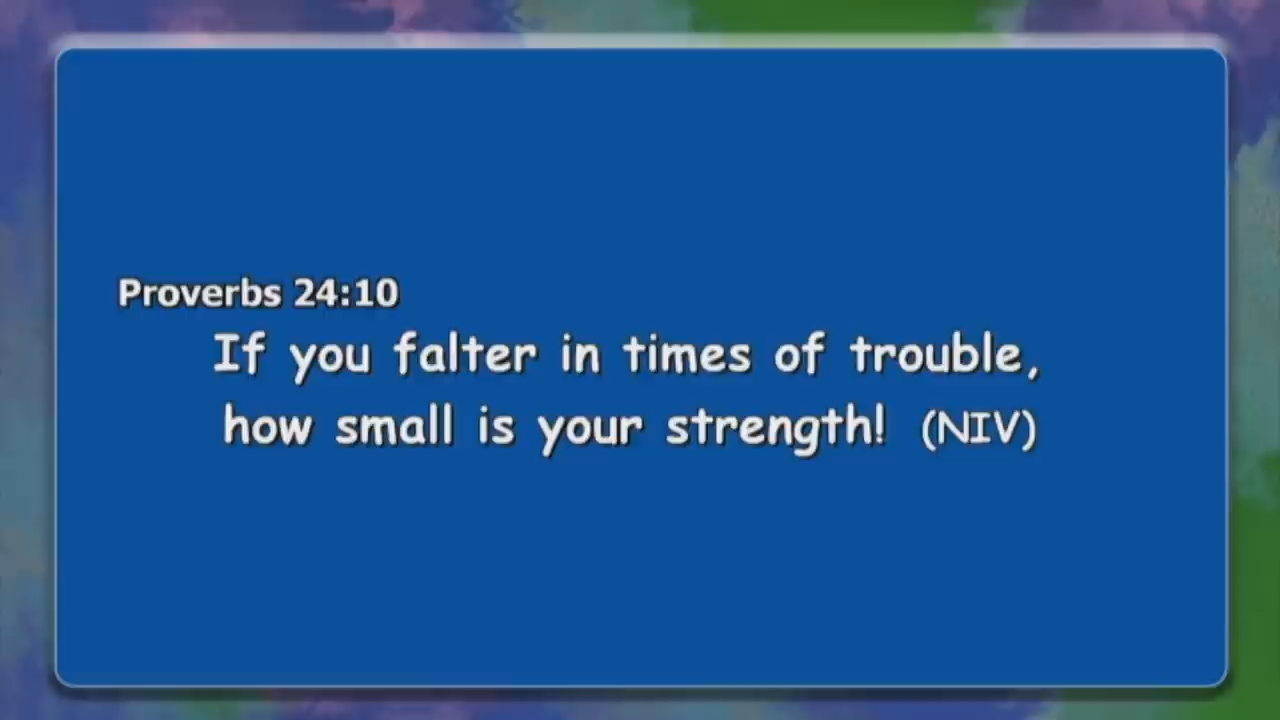 Proverbs 24:10
If you falter in times of trouble,
how small is your strength! (NIV)